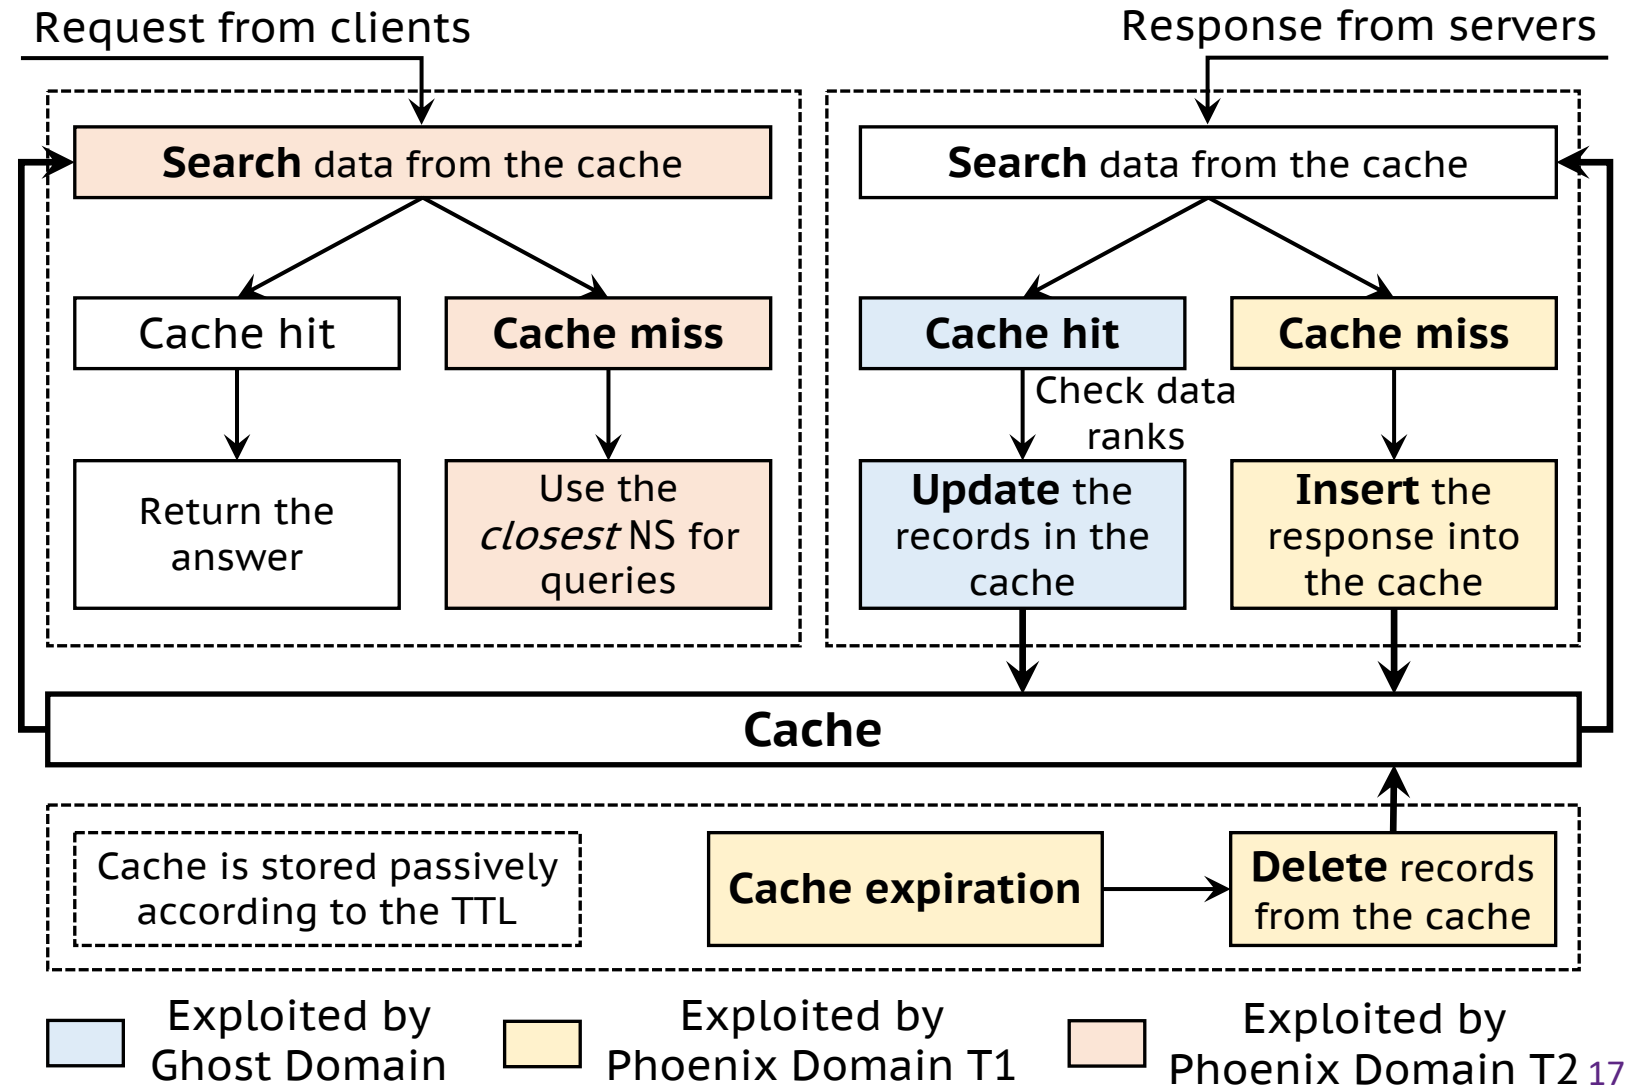 Request from clients
Response from servers
Search data from the cache
Cache hit
Cache miss
Return the
answer
Use the
closest NS for
queries
Search data from the cache
Cache hit
Cache miss
Check data
ranks
Update the
records in the
cache
Insert the
response into
the cache
Cache
Cache is stored passively
according to the TTL
Cache expiration
Delete records
from the cache
Exploited by
Ghost Domain
Exploited by
Phoenix Domain T1
Exploited by
Phoenix Domain T2
17